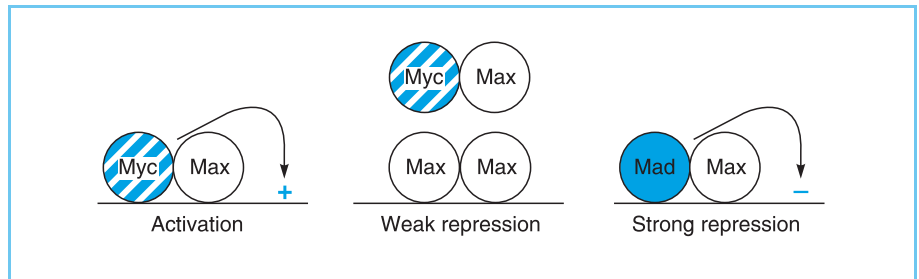 Myc Max
Myc Max + 
Max Max
Mad Max –
Activation
Weak repression
Strong repression